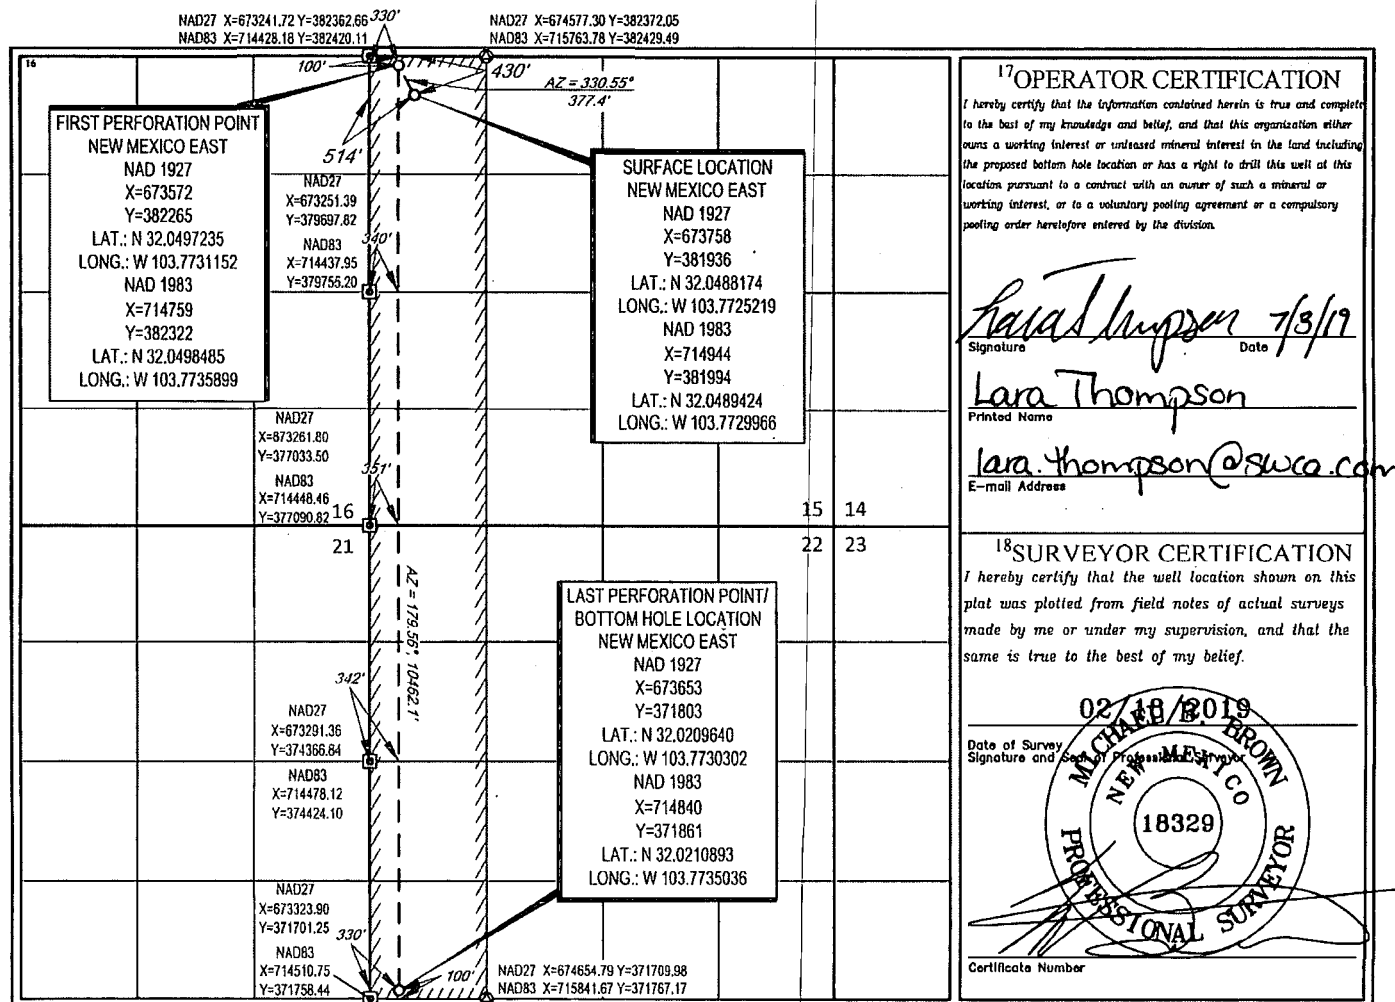 NAD27 X=673241.72 Y=382362.66
NAD83 X=714428.18 Y=382420.11
330'
NAD27 X=674577.30 Y=382372.05
NAD83 X=715763.78 Y=382429.49
16
100'
430'
AZ = 330.55°
377.4'
514'
FIRST PERFORATION POINT
NEW MEXICO EAST
NAD 1927
X=673572
Y=382265
LAT.: N 32.0497235
LONG.: W 103.7731152
NAD 1983
X=714759
Y=382322
LAT.: N 32.0498485
LONG.: W 103.7735899
NAD27
X=673251.39
Y=379697.82
NAD83
X=714437.95
Y=379755.20
340'
SURFACE LOCATION
NEW MEXICO EAST
NAD 1927
X=673758
Y=381936
LAT.: N 32.0488174
LONG.: W 103.7725219
NAD 1983
X=714944
Y=381994
LAT.: N 32.0489424
LONG.: W 103.7729966
NAD27
X=673261.80
Y=377033.50
NAD83
X=714448.46
Y=377090.82
351'
16
21
15 14
22 23
AZ = 179.56°, 10462.1'
LAST PERFORATION POINT/
BOTTOM HOLE LOCATION
NEW MEXICO EAST
NAD 1927
X=673653
Y=371803
LAT.: N 32.0209640
LONG.: W 103.7730302
NAD 1983
X=714840
Y=371861
LAT.: N 32.0210893
LONG.: W 103.7735036
342'
NAD27
X=673291.36
Y=374366.84
NAD83
X=714478.12
Y=374424.10
NAD27
X=673323.90
Y=371701.25
NAD83
X=714510.75
Y=371758.44
330'
100'
NAD27 X=674654.79 Y=371709.98
NAD83 X=715841.67 Y=371767.17
17 OPERATOR CERTIFICATION
I hereby certify that the information contained herein is true and complete
to the best of my knowledge and belief, and that this organization either
owns a working interest or unleased mineral interest in the land including
the proposed bottom hole location or has a right to drill this well at this
location pursuant to a contract with an owner of such a mineral or
working interest, or to a voluntary pooling agreement or a compulsory
pooling order heretofore entered by the division.
Lara Thompson 7/3/19
Signature Date
Lara Thompson
Printed Name
lara.thompson@swca.com
E-mail Address
18 SURVEYOR CERTIFICATION
I hereby certify that the well location shown on this
plat was plotted from field notes of actual surveys
made by me or under my supervision, and that the
same is true to the best of my belief.
02/18/2019
Date of Survey
Signature and Seal of Professional Surveyor
MICHAEL B. BROWN
NEW MEXICO
18329
PROFESSIONAL SURVEYOR
Certificate Number